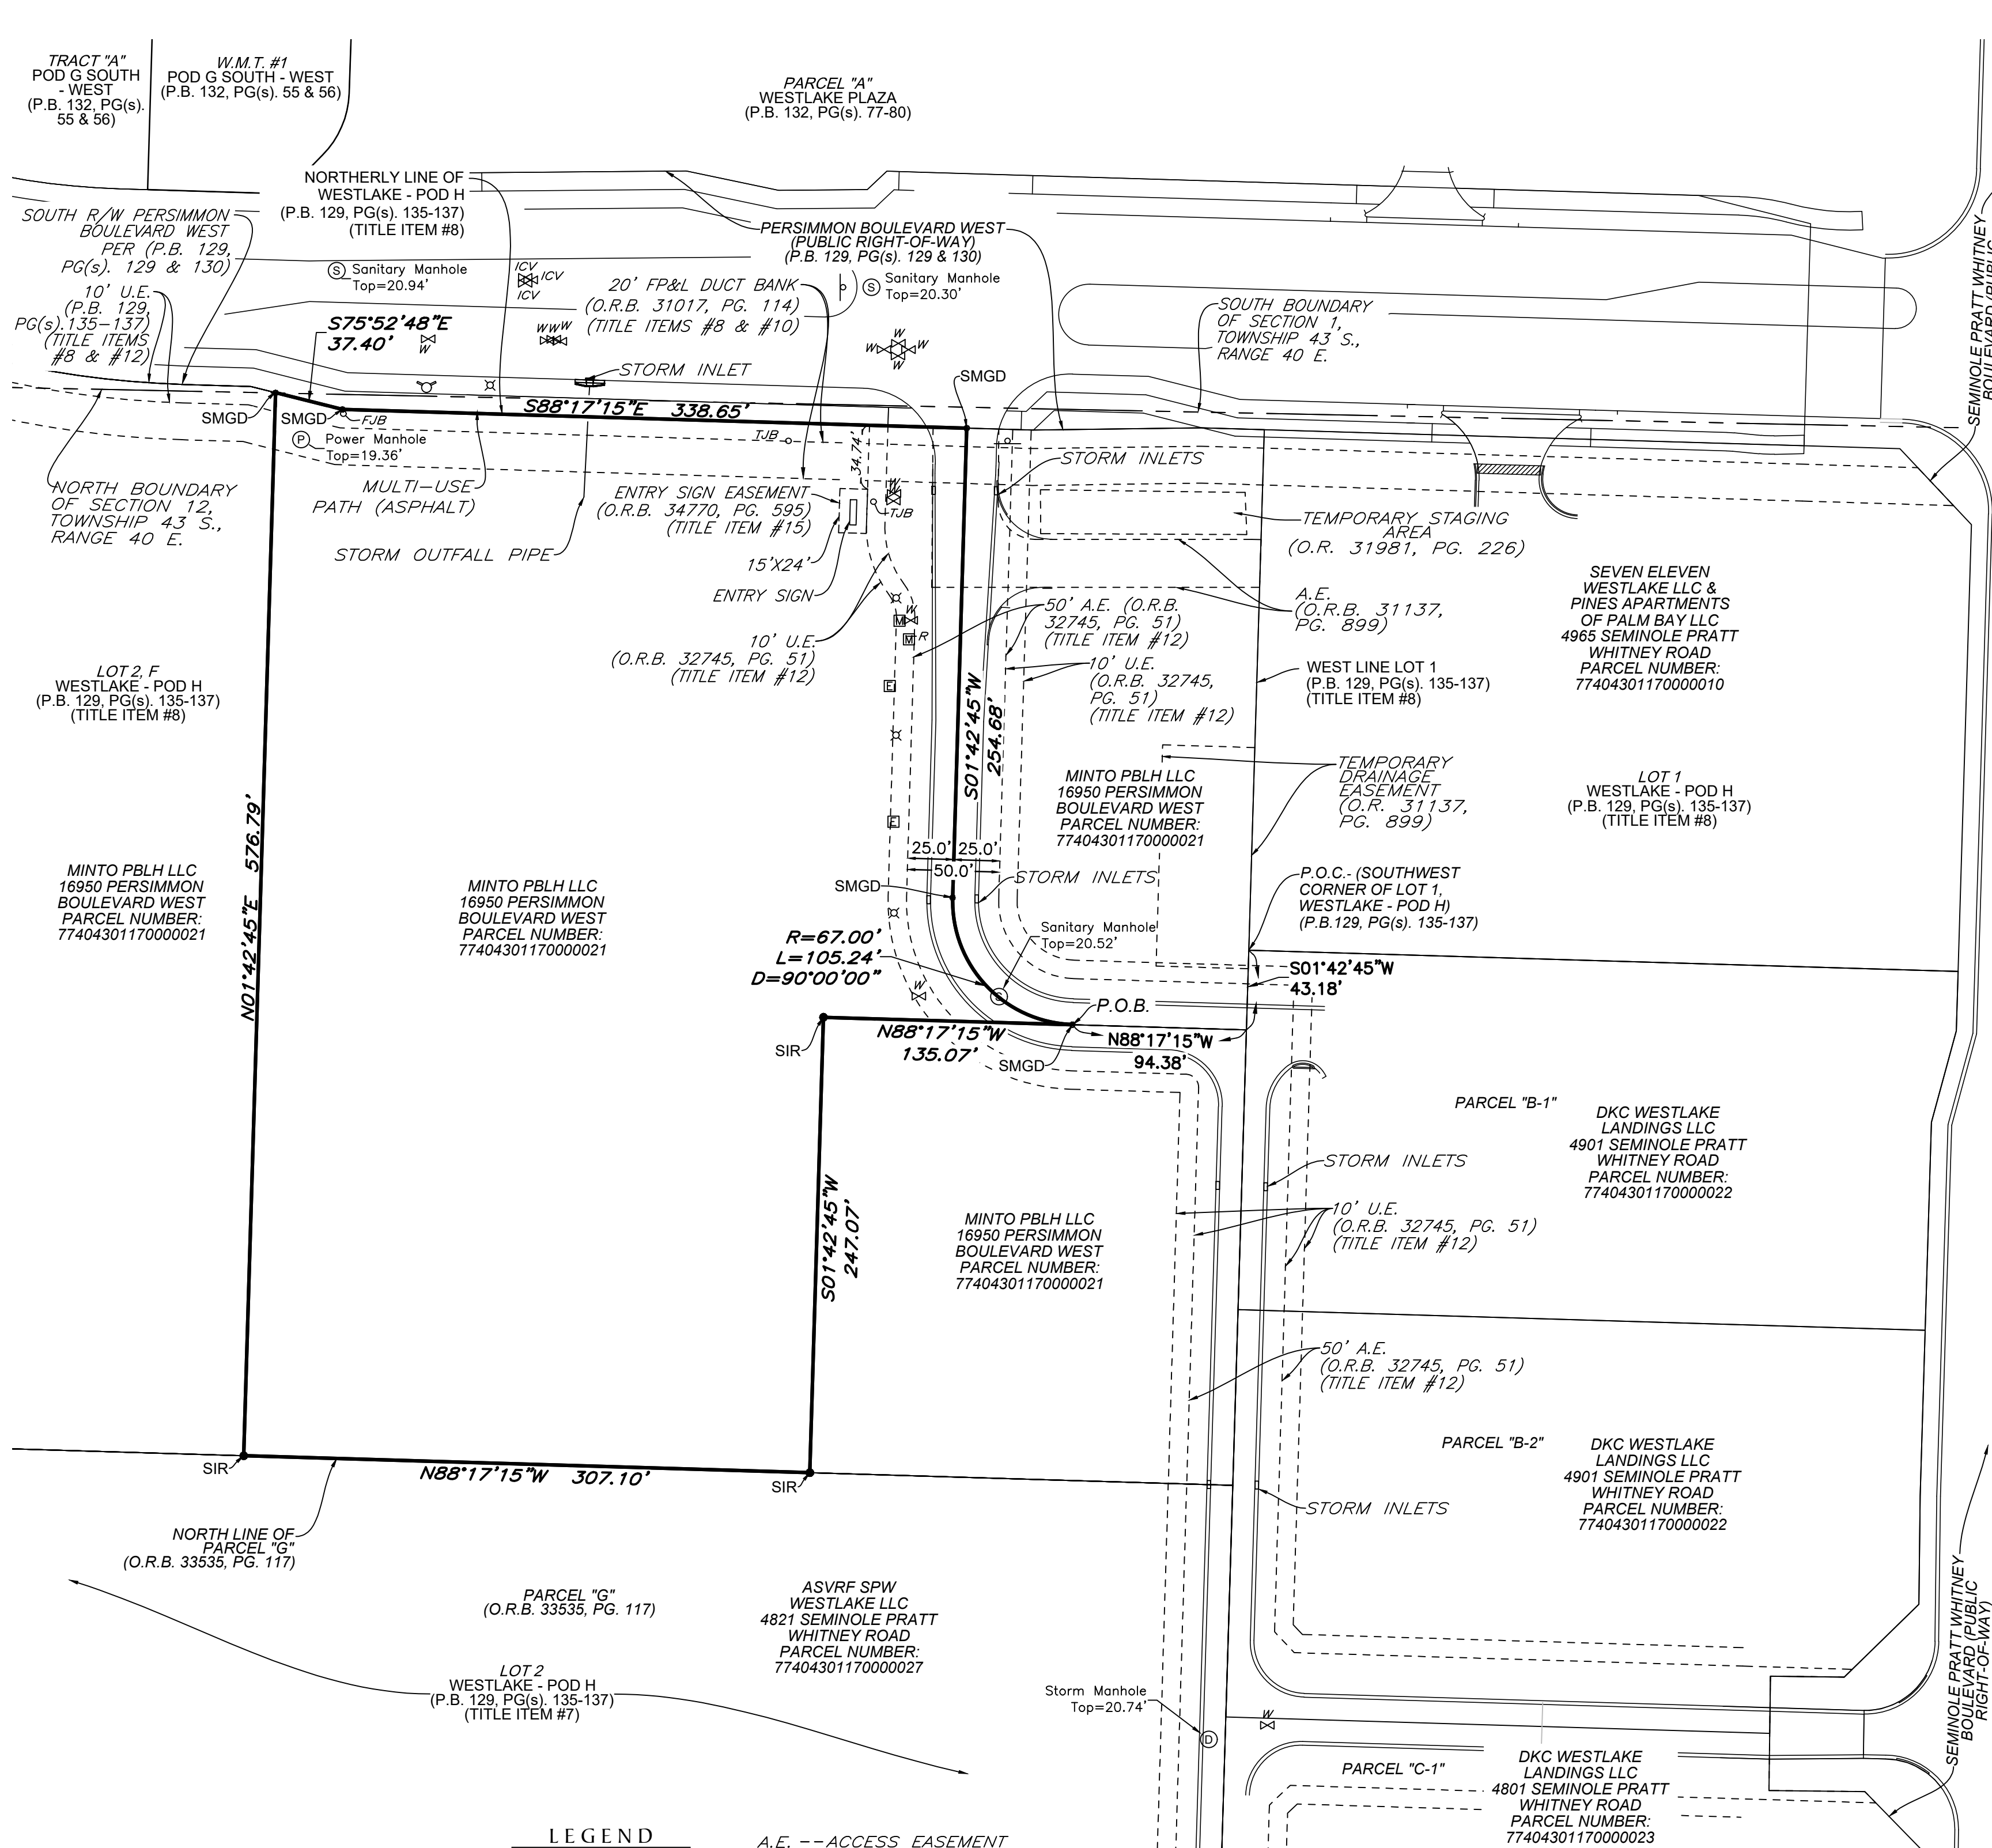 TRACT "A"
POD G SOUTH
- WEST
(P.B. 132, PG(s).
55 & 56)
W.M.T. #1
POD G SOUTH - WEST
(P.B. 132, PG(s). 55 & 56)
PARCEL "A"
WESTLAKE PLAZA
(P.B. 132, PG(s). 77-80)
NORTHERLY LINE OF
WESTLAKE - POD H
(P.B. 129, PG(s). 135-137)
(TITLE ITEM #8)
SOUTH R/W PERSIMMON
BOULEVARD WEST
PER (P.B. 129,
PG(s). 129 & 130)
10' U.E.
(P.B. 129,
PG(s).135-137)
(TITLE ITEMS
#8 & #12)
S Sanitary Manhole
Top=20.94'
S75°52'48"E
37.40'
W
ICV
ICV
ICV
WWW
20' FP&L DUCT BANK
(O.R.B. 31017, PG. 114)
(TITLE ITEMS #8 & #10)
PERSIMMON BOULEVARD WEST
(PUBLIC RIGHT-OF-WAY)
(P.B. 129, PG(s). 129 & 130)
S Sanitary Manhole
Top=20.30'
W
W W
W
SOUTH BOUNDARY
OF SECTION 1,
TOWNSHIP 43 S.,
RANGE 40 E.
SEMINOLE PRATT WHITNEY
BOULEVARD (PUBLIC
STORM INLET
SMGD
SMGD
SMGD
FJB
S88°17'15"E 338.65'
P Power Manhole
Top=19.36'
TJB
34.74'
NORTH BOUNDARY
OF SECTION 12,
TOWNSHIP 43 S.,
RANGE 40 E.
MULTI-USE
PATH (ASPHALT)
STORM OUTFALL PIPE
ENTRY SIGN EASEMENT
(O.R.B. 34770, PG. 595)
(TITLE ITEM #15)
15'X24'
ENTRY SIGN
W
TJB
STORM INLETS
TEMPORARY STAGING
AREA
(O.R. 31981, PG. 226)
A.E.
(O.R.B. 31137,
PG. 899)
10' U.E.
(O.R.B. 32745, PG. 51)
(TITLE ITEM #12)
W
M
M R
E
E
50' A.E. (O.R.B.
32745, PG. 51)
(TITLE ITEM #12)
10' U.E.
(O.R.B. 32745,
PG. 51)
(TITLE ITEM #12)
WEST LINE LOT 1
(P.B. 129, PG(s). 135-137)
(TITLE ITEM #8)
SEVEN ELEVEN
WESTLAKE LLC &
PINES APARTMENTS
OF PALM BAY LLC
4965 SEMINOLE PRATT
WHITNEY ROAD
PARCEL NUMBER:
77404301170000010
LOT 2, F
WESTLAKE - POD H
(P.B. 129, PG(s). 135-137)
(TITLE ITEM #8)
S01°42'45"W
254.68'
MINTO PBLH LLC
16950 PERSIMMON
BOULEVARD WEST
PARCEL NUMBER:
77404301170000021
TEMPORARY
DRAINAGE
EASEMENT
(O.R. 31137,
PG. 899)
LOT 1
WESTLAKE - POD H
(P.B. 129, PG(s). 135-137)
(TITLE ITEM #8)
N01°42'45"E 576.79'
MINTO PBLH LLC
16950 PERSIMMON
BOULEVARD WEST
PARCEL NUMBER:
77404301170000021
MINTO PBLH LLC
16950 PERSIMMON
BOULEVARD WEST
PARCEL NUMBER:
77404301170000021
25.0' 25.0'
50.0'
SMGD
STORM INLETS
P.O.C.- (SOUTHWEST
CORNER OF LOT 1,
WESTLAKE - POD H)
(P.B.129, PG(s). 135-137)
R=67.00'
L=105.24'
D=90°00'00"
W
Sanitary Manhole
Top=20.52'
S
S01°42'45"W
43.18'
P.O.B.
SIR
N88°17'15"W
135.07'
SMGD
N88°17'15"W
94.38'
PARCEL "B-1"
DKC WESTLAKE
LANDINGS LLC
4901 SEMINOLE PRATT
WHITNEY ROAD
PARCEL NUMBER:
77404301170000022
STORM INLETS
10' U.E.
(O.R.B. 32745, PG. 51)
(TITLE ITEM #12)
S01°42'45"W
247.07'
MINTO PBLH LLC
16950 PERSIMMON
BOULEVARD WEST
PARCEL NUMBER:
77404301170000021
50' A.E.
(O.R.B. 32745, PG. 51)
(TITLE ITEM #12)
PARCEL "B-2"
DKC WESTLAKE
LANDINGS LLC
4901 SEMINOLE PRATT
WHITNEY ROAD
PARCEL NUMBER:
77404301170000022
STORM INLETS
SIR
N88°17'15"W 307.10'
SIR
NORTH LINE OF
PARCEL "G"
(O.R.B. 33535, PG. 117)
PARCEL "G"
(O.R.B. 33535, PG. 117)
ASVRF SPW
WESTLAKE LLC
4821 SEMINOLE PRATT
WHITNEY ROAD
PARCEL NUMBER:
77404301170000027
LOT 2
WESTLAKE - POD H
(P.B. 129, PG(s). 135-137)
(TITLE ITEM #7)
Storm Manhole
Top=20.74'
D
W
SEMINOLE PRATT WHITNEY
BOULEVARD (PUBLIC
RIGHT-OF-WAY)
PARCEL "C-1"
DKC WESTLAKE
LANDINGS LLC
4801 SEMINOLE PRATT
WHITNEY ROAD
PARCEL NUMBER:
77404301170000023
LEGEND
A.E. --ACCESS EASEMENT